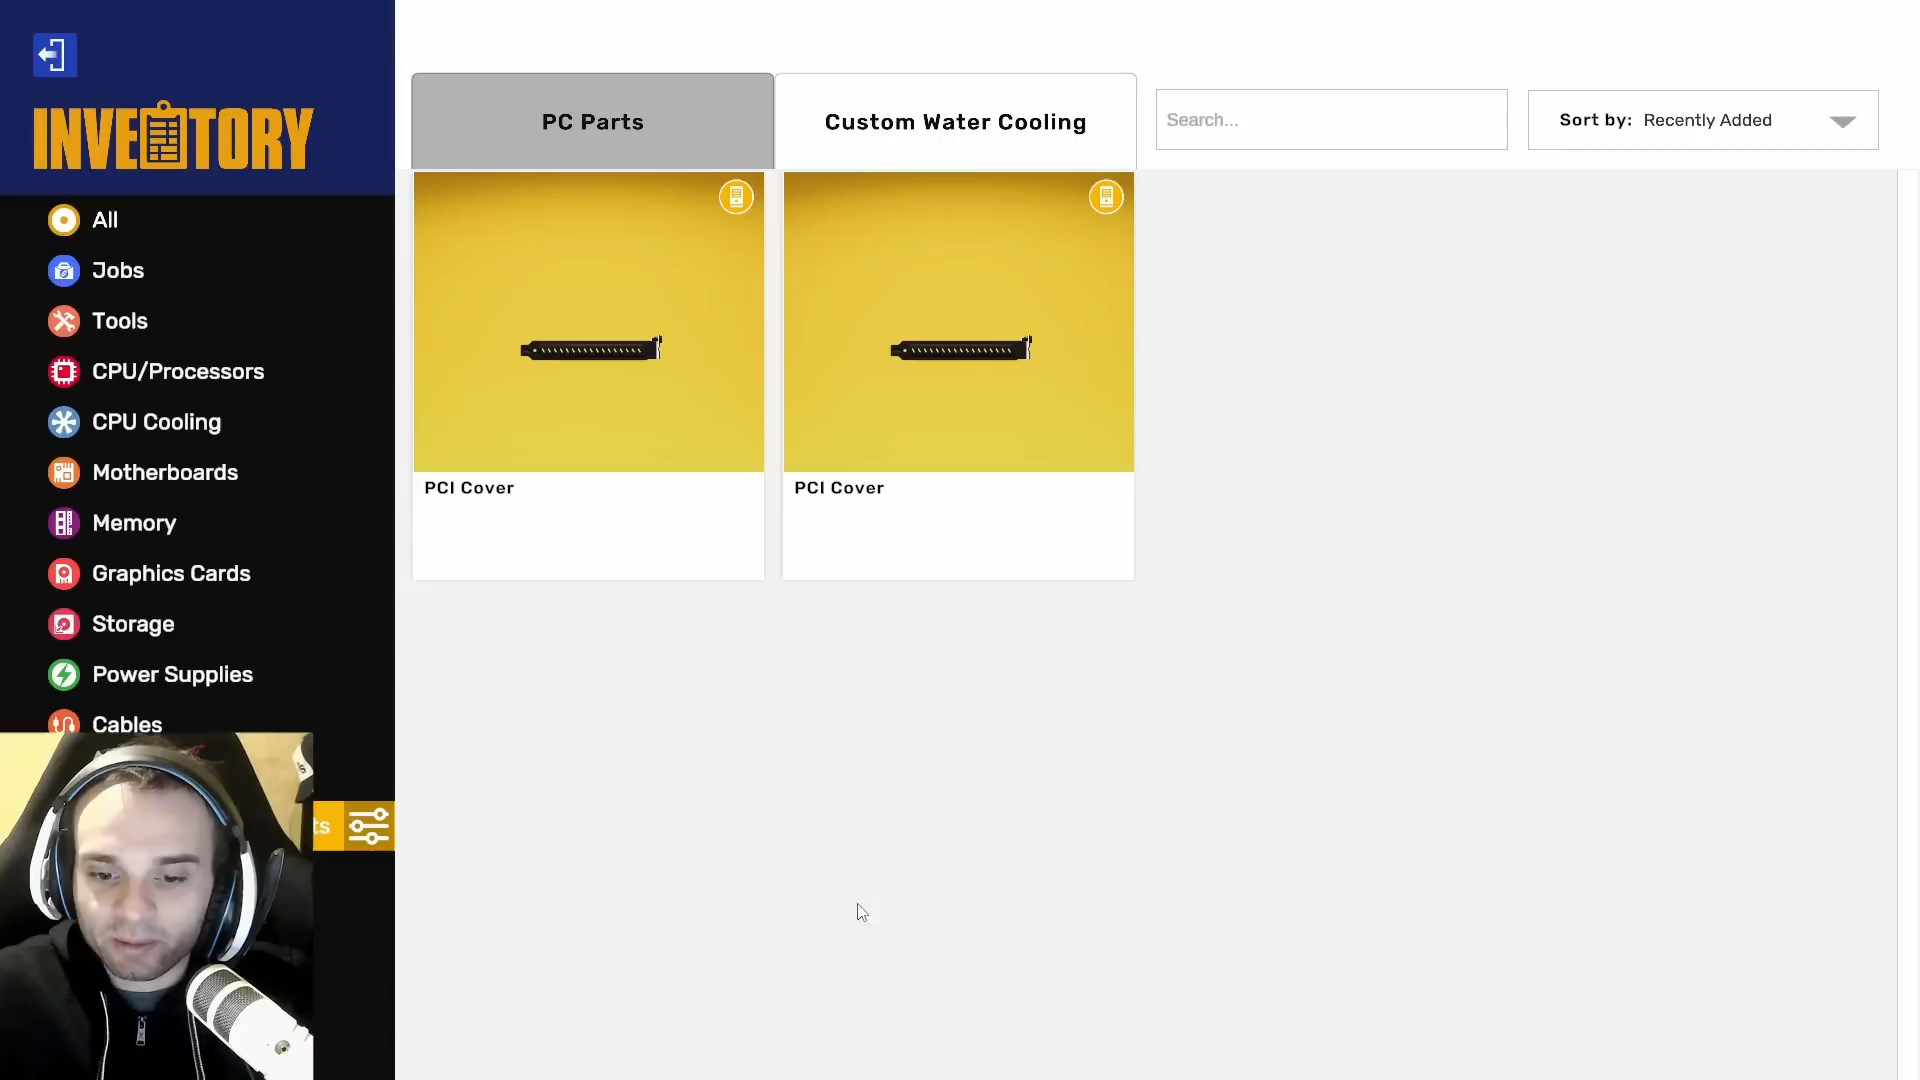 INVENTORY
PC Parts
Custom Water Cooling
Search...
Sort by: Recently Added
All
Jobs
Tools
CPU/Processors
CPU Cooling
Motherboards
Memory
Graphics Cards
Storage
Power Supplies
Cables
ts
PCI Cover
PCI Cover